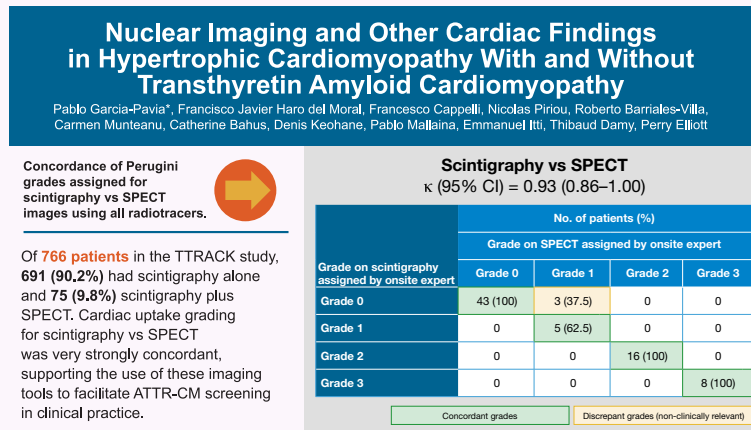 Nuclear Imaging and Other Cardiac Findings
in Hypertrophic Cardiomyopathy With and Without
Transthyretin Amyloid Cardiomyopathy
Pablo Garcia-Pavia*, Francisco Javier Haro del Moral, Francesco Cappelli, Nicolas Piriou, Roberto Barriales-Villa,
Carmen Munteanu, Catherine Bahus, Denis Keohane, Pablo Mallaina, Emmanuel Itti, Thibaud Damy, Perry Elliott
Concordance of Perugini
grades assigned for
scintigraphy vs SPECT
images using all radiotracers.
Of 766 patients in the TTRACK study,
691 (90.2%) had scintigraphy alone
and 75 (9.8%) scintigraphy plus
SPECT. Cardiac uptake grading
for scintigraphy vs SPECT
was very strongly concordant,
supporting the use of these imaging
tools to facilitate ATTR-CM screening
in clinical practice.
Scintigraphy vs SPECT
κ (95% CI) = 0.93 (0.86–1.00)
No. of patients (%)
Grade on SPECT assigned by onsite expert
Grade on scintigraphy
assigned by onsite expert
Grade 0 Grade 1 Grade 2 Grade 3
Grade 0 43 (100) 3 (37.5) 0 0
Grade 1 0 5 (62.5) 0 0
Grade 2 0 0 16 (100) 0
Grade 3 0 0 0 8 (100)
Concordant grades Discrepant grades (non-clinically relevant)